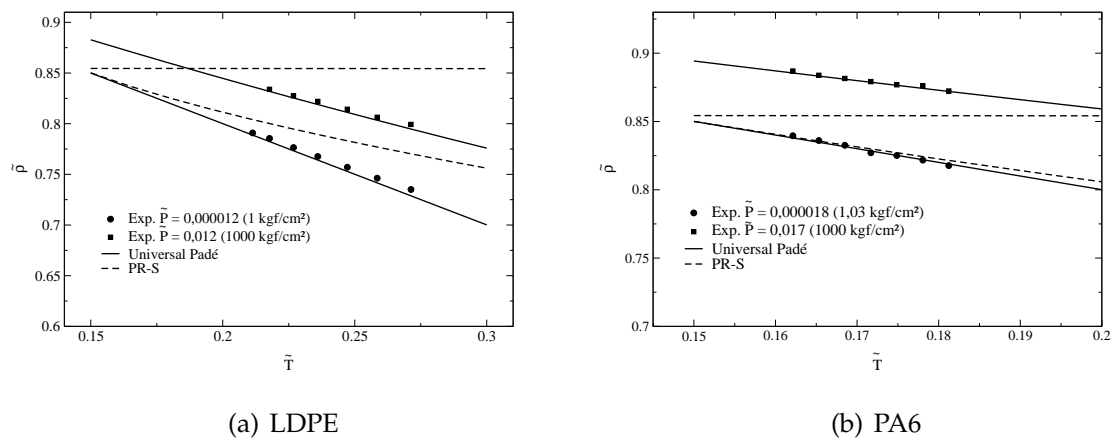 0.9
0.85
0.8
0.75
0.7
0.65
0.6
ρ̃
Exp. P̃ = 0,000012 (1 kgf/cm²)
Exp. P̃ = 0,012 (1000 kgf/cm²)
Universal Padé
PR-S
0.15 0.2 0.25 0.3
T̃
(a) LDPE
0.9
0.85
0.8
0.75
0.7
ρ̃
Exp. P̃ = 0,000018 (1,03 kgf/cm²)
Exp. P̃ = 0,017 (1000 kgf/cm²)
Universal Padé
PR-S
0.15 0.16 0.17 0.18 0.19 0.2
T̃
(b) PA6